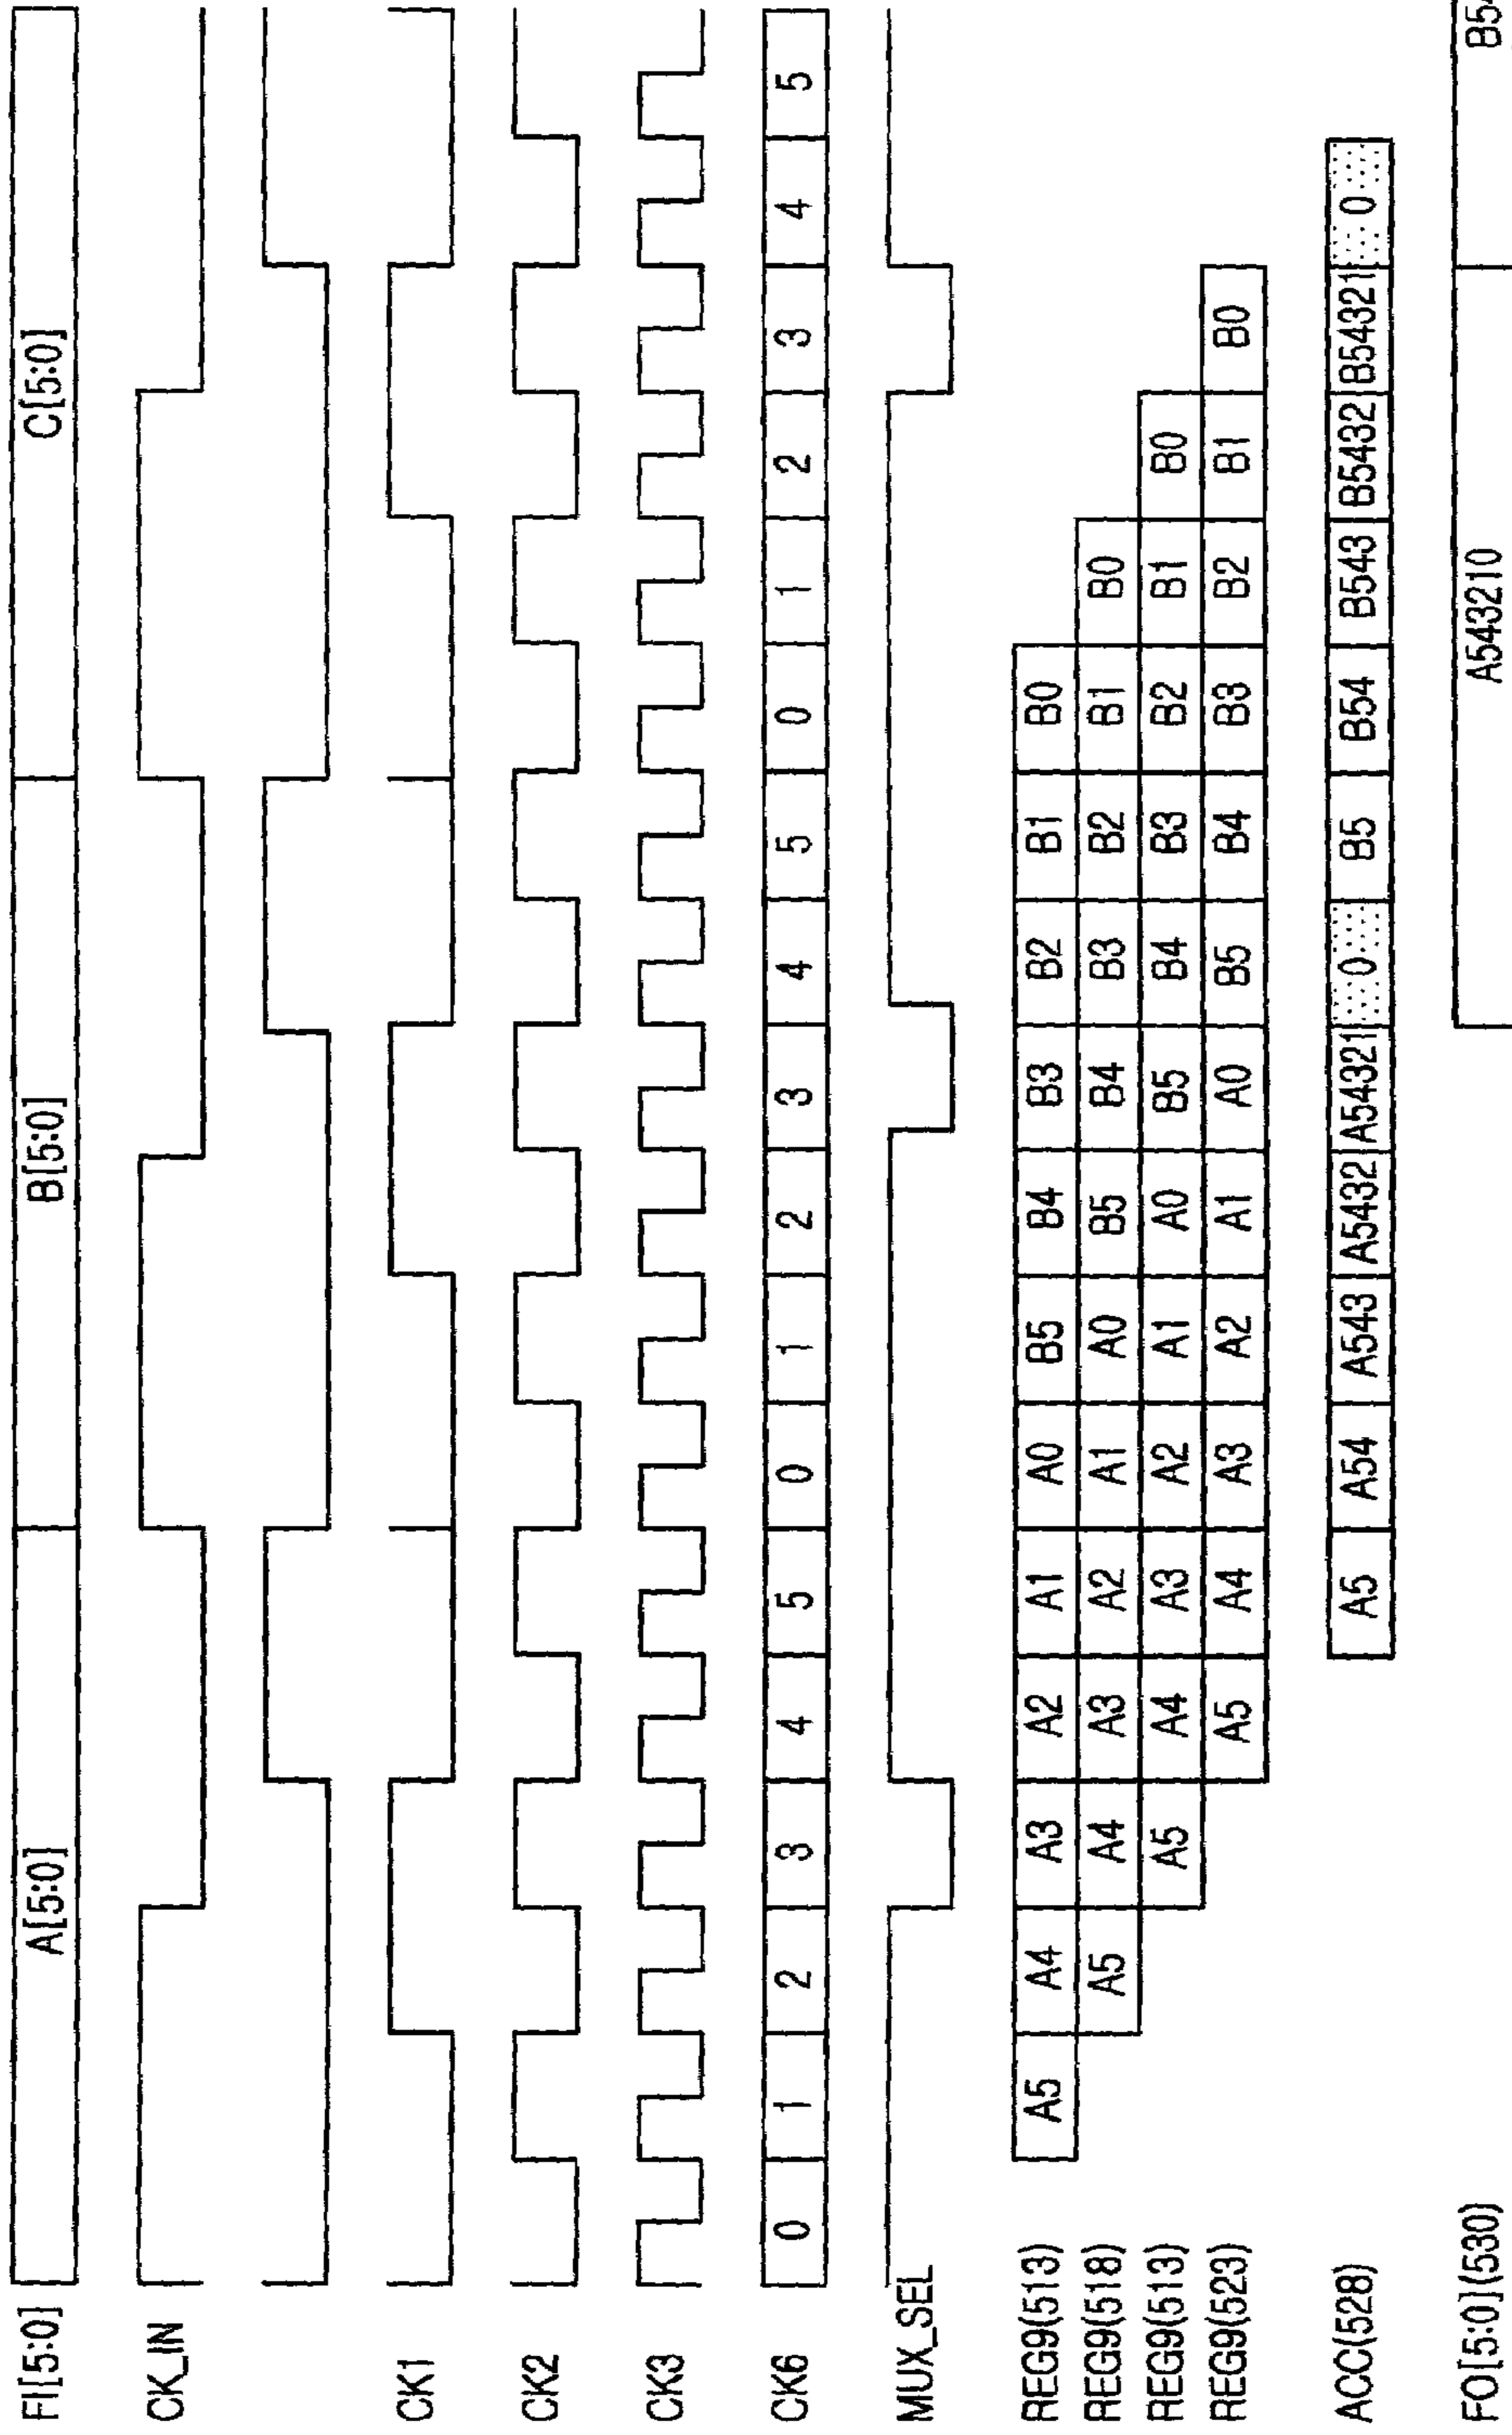 FI[5:0] A[5:0] B[5:0] C[5:0]
CK_IN
CK1
CK2
CK3
CK6 0 1 2 3 4 5 0 1 2 3 4 5 0 1 2 3 4 5
MUX_SEL
REG9(513) A5 A4 A3 A2 A1 A0 B5 B4 B3 B2 B1 B0
REG9(518) A5 A4 A3 A2 A1 A0 B5 B4 B3 B2 B1 B0
REG9(513) A5 A4 A3 A2 A1 A0 B5 B4 B3 B2 B1 B0
REG9(523) A5 A4 A3 A2 A1 A0 B5 B4 B3 B2 B1 B0
ACC(528) A5 A54 A543 A5432 A54321 0 B5 B54 B543 B5432 B54321 0
FO[5:0](530) A543210